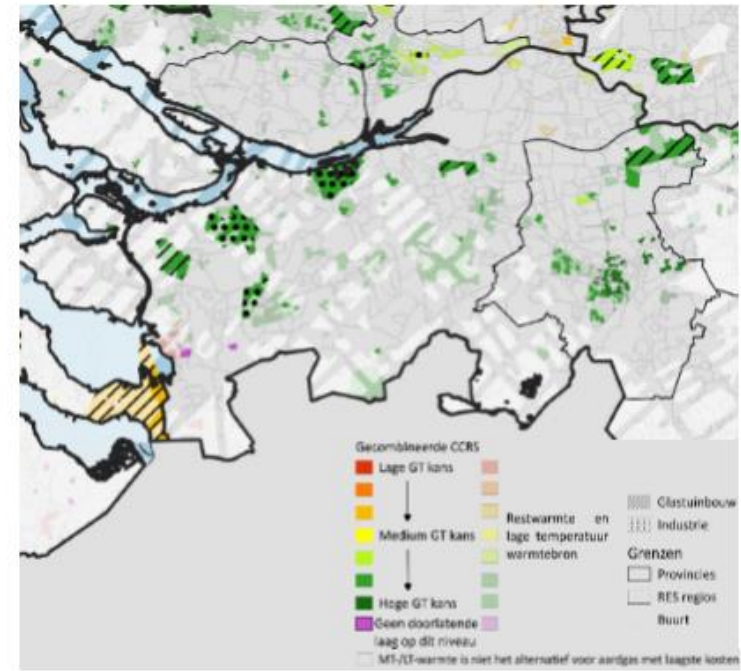 Gecombineerde CCRS
Lage GT kans
Medium GT kans
Hoge GT kans
Geen doorlatende
laag op dit niveau
Restwarmte en
lage temperatuur
warmtebron
Glastuinbouw
Industrie
Grenzen
Provincies
RES regios
Buurt
MT-/LT-warmte is niet het alternatief voor aardgas met laagste kosten